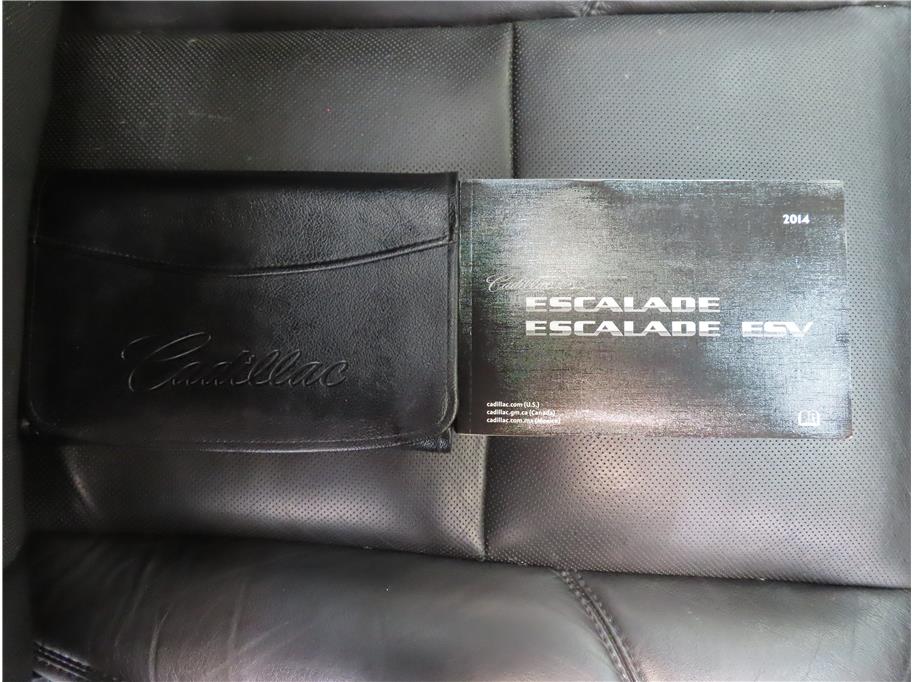 Cadillac
2014
Cadillac
ESCALADE
ESCALADE ESV
cadillac.com (U.S.)
cadillac.gm.ca (Canada)
cadillac.com.mx (Mexico)